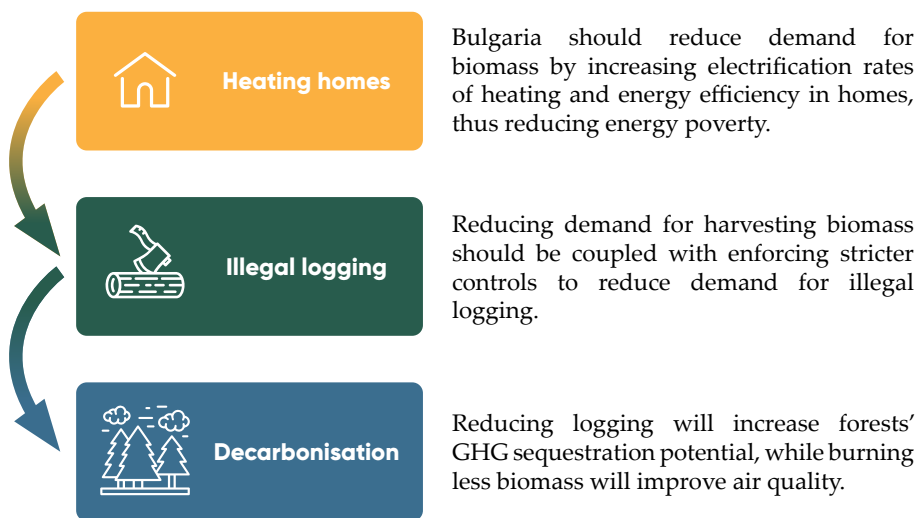 Heating homes
Bulgaria should reduce demand for
biomass by increasing electrification rates
of heating and energy efficiency in homes,
thus reducing energy poverty.
Illegal logging
Reducing demand for harvesting biomass
should be coupled with enforcing stricter
controls to reduce demand for illegal
logging.
Decarbonisation
Reducing logging will increase forests'
GHG sequestration potential, while burning
less biomass will improve air quality.